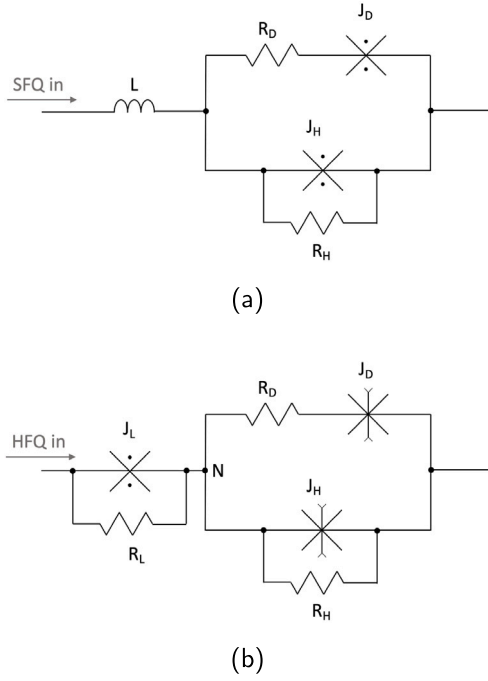 J_D
R_D
SFQ in
L
J_H
R_H
(a)
J_D
R_D
HFQ in
J_L
N
J_H
R_L
R_H
(b)